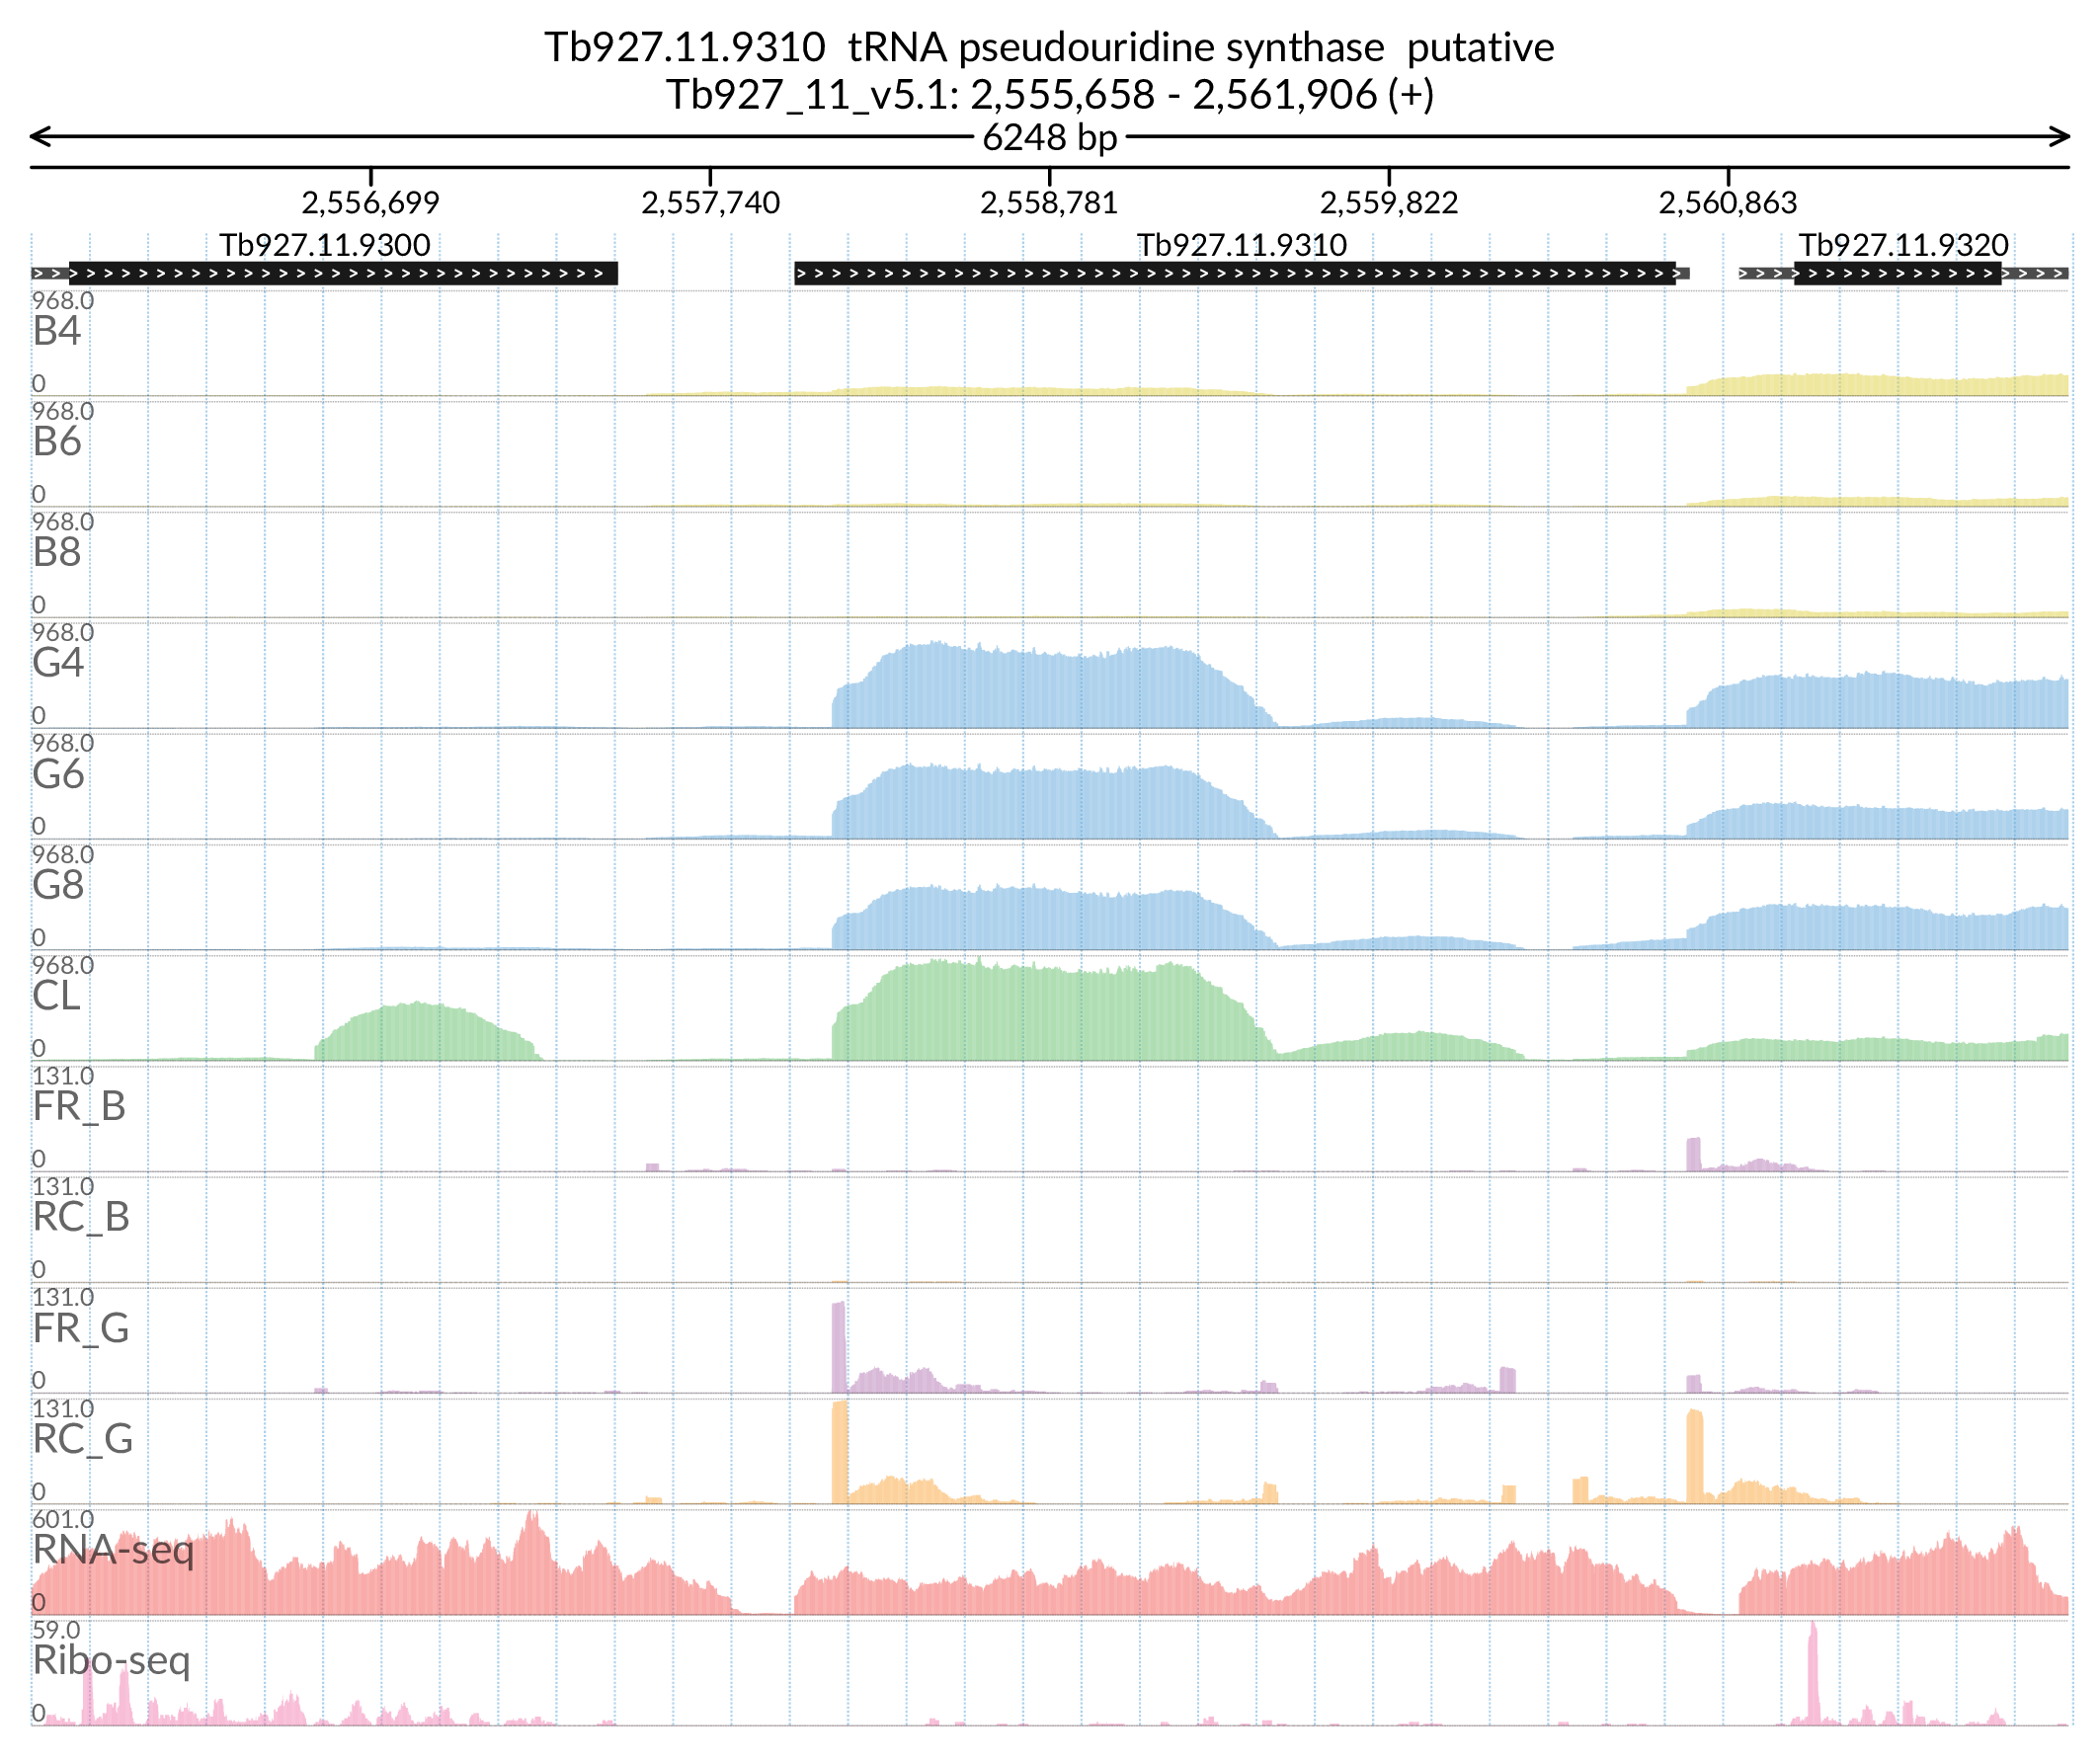 Tb927.11.9310 tRNA pseudouridine synthase putative
Tb927_11_v5.1: 2,555,658 - 2,561,906 (+)
6248 bp
2,556,699 2,557,740 2,558,781 2,559,822 2,560,863
Tb927.11.9300 Tb927.11.9310 Tb927.11.9320
968.0
B4
0
968.0
B6
0
968.0
B8
0
968.0
G4
0
968.0
G6
0
968.0
G8
0
968.0
CL
0
131.0
FR_B
0
131.0
RC_B
0
131.0
FR_G
0
131.0
RC_G
0
601.0
RNA-seq
0
59.0
Ribo-seq
0